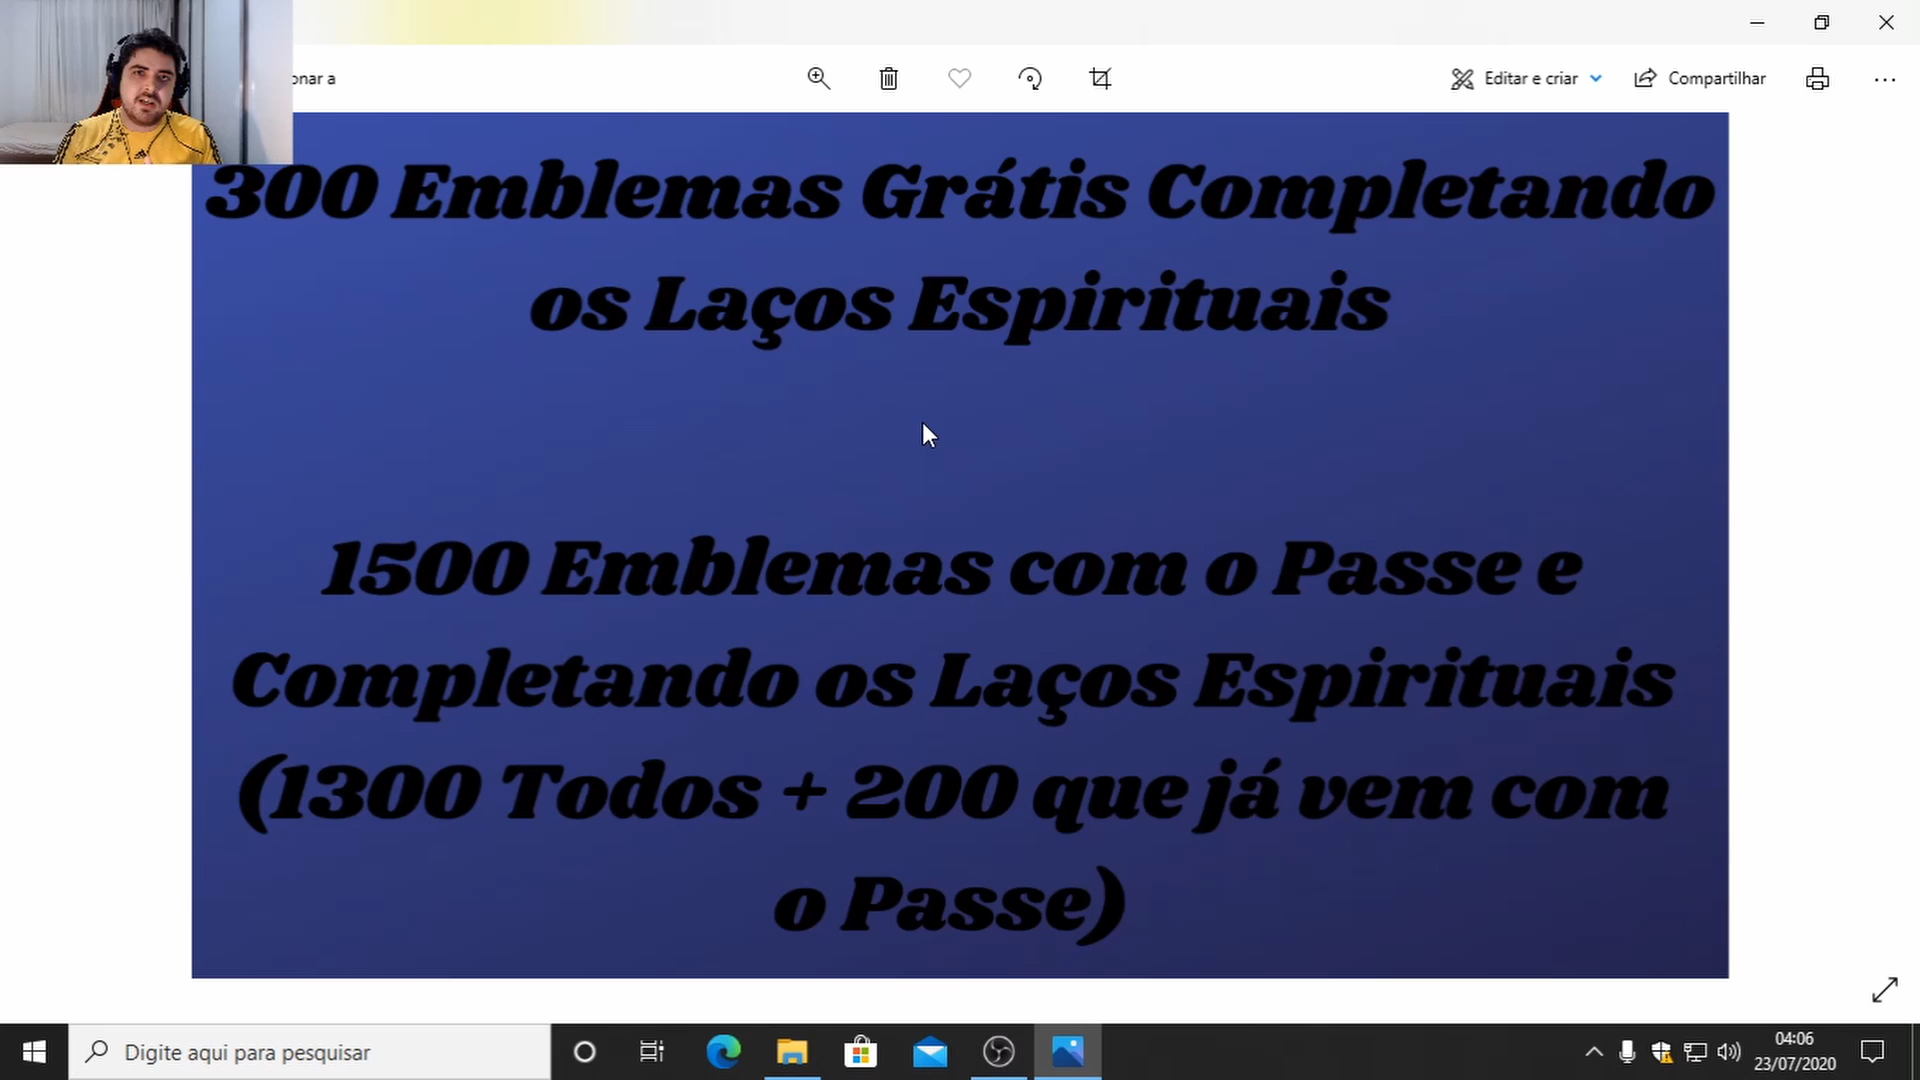 onar a
Editar e criar
Compartilhar
300 Emblemas Grátis Completando
os Laços Espirituais
1500 Emblemas com o Passe e
Completando os Laços Espirituais
(1300 Todos + 200 que já vem com
o Passe)
Digite aqui para pesquisar
04:06
23/07/2020